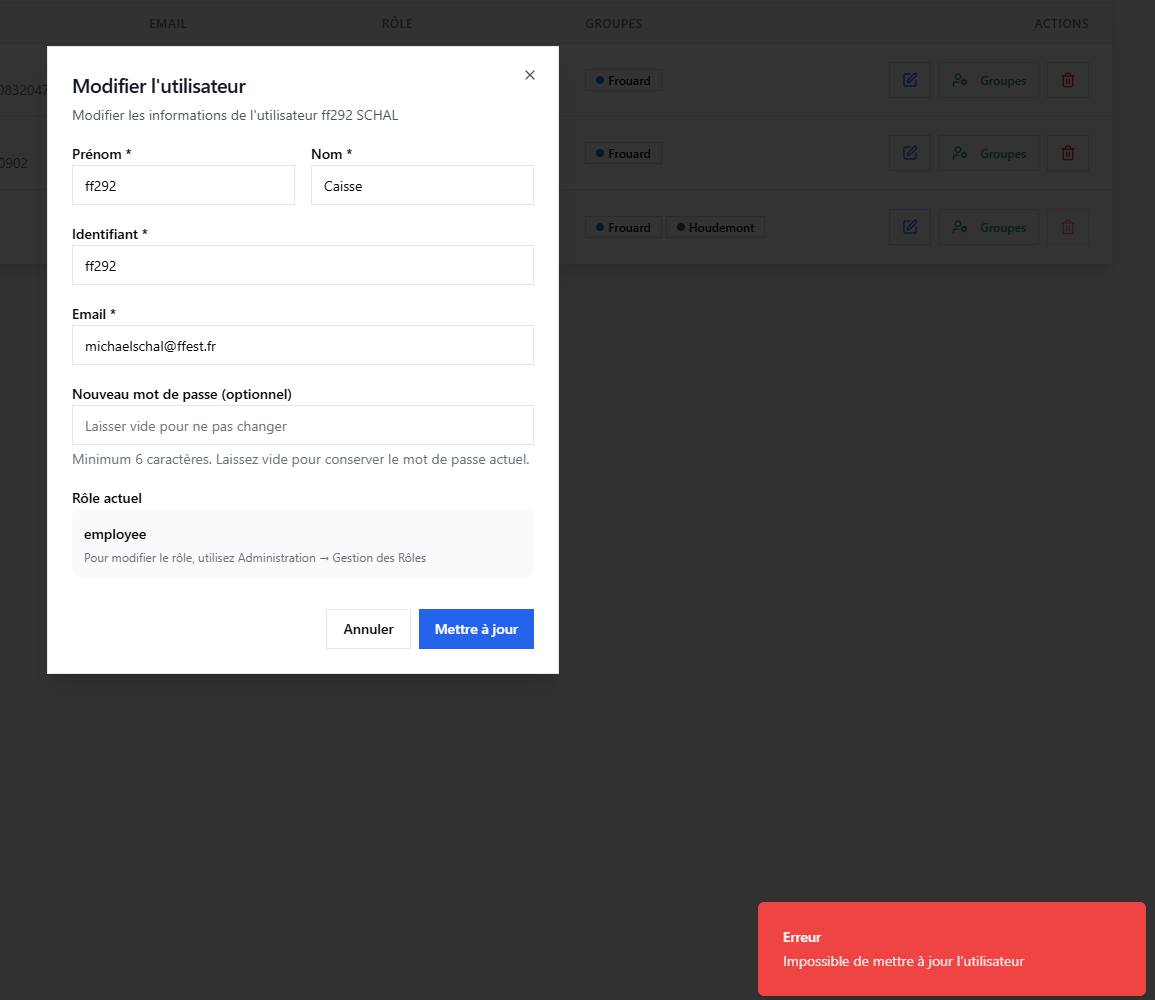 EMAIL RÔLE GROUPES ACTIONS
Modifier l'utilisateur
Modifier les informations de l'utilisateur ff292 SCHAL
0832047 Frouard Groupes
Prénom * Nom *
ff292 Caisse
0902 Frouard Groupes
Identifiant *
ff292
Frouard Houdemont Groupes
Email *
michaelschal@ffest.fr
Nouveau mot de passe (optionnel)
Laisser vide pour ne pas changer
Minimum 6 caractères. Laissez vide pour conserver le mot de passe actuel.
Rôle actuel
employee
Pour modifier le rôle, utilisez Administration → Gestion des Rôles
Annuler Mettre à jour
Erreur
Impossible de mettre à jour l'utilisateur